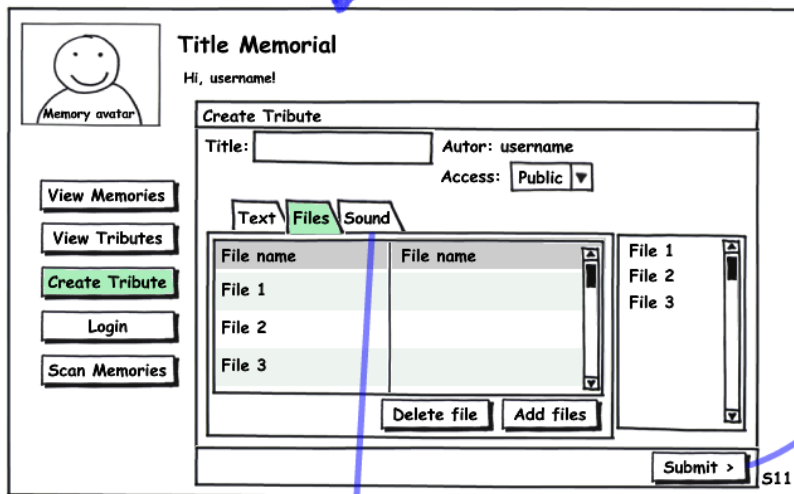 Title Memorial
Hi, username!
Memory avatar
Create Tribute
Title:
Autor: username
Access: Public
View Memories
View Tributes
Create Tribute
Login
Scan Memories
Text Files Sound
File name File name
File 1
File 2
File 3
File 1
File 2
File 3
Delete file Add files
Submit >
S11